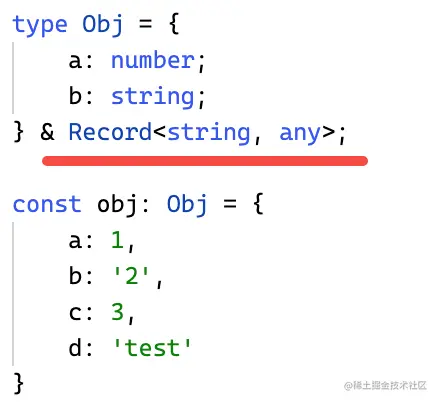 type Obj = {
    a: number;
    b: string;
} & Record<string, any>;

const obj: Obj = {
    a: 1,
    b: '2',
    c: 3,
    d: 'test'
}
@稀土掘金技术社区